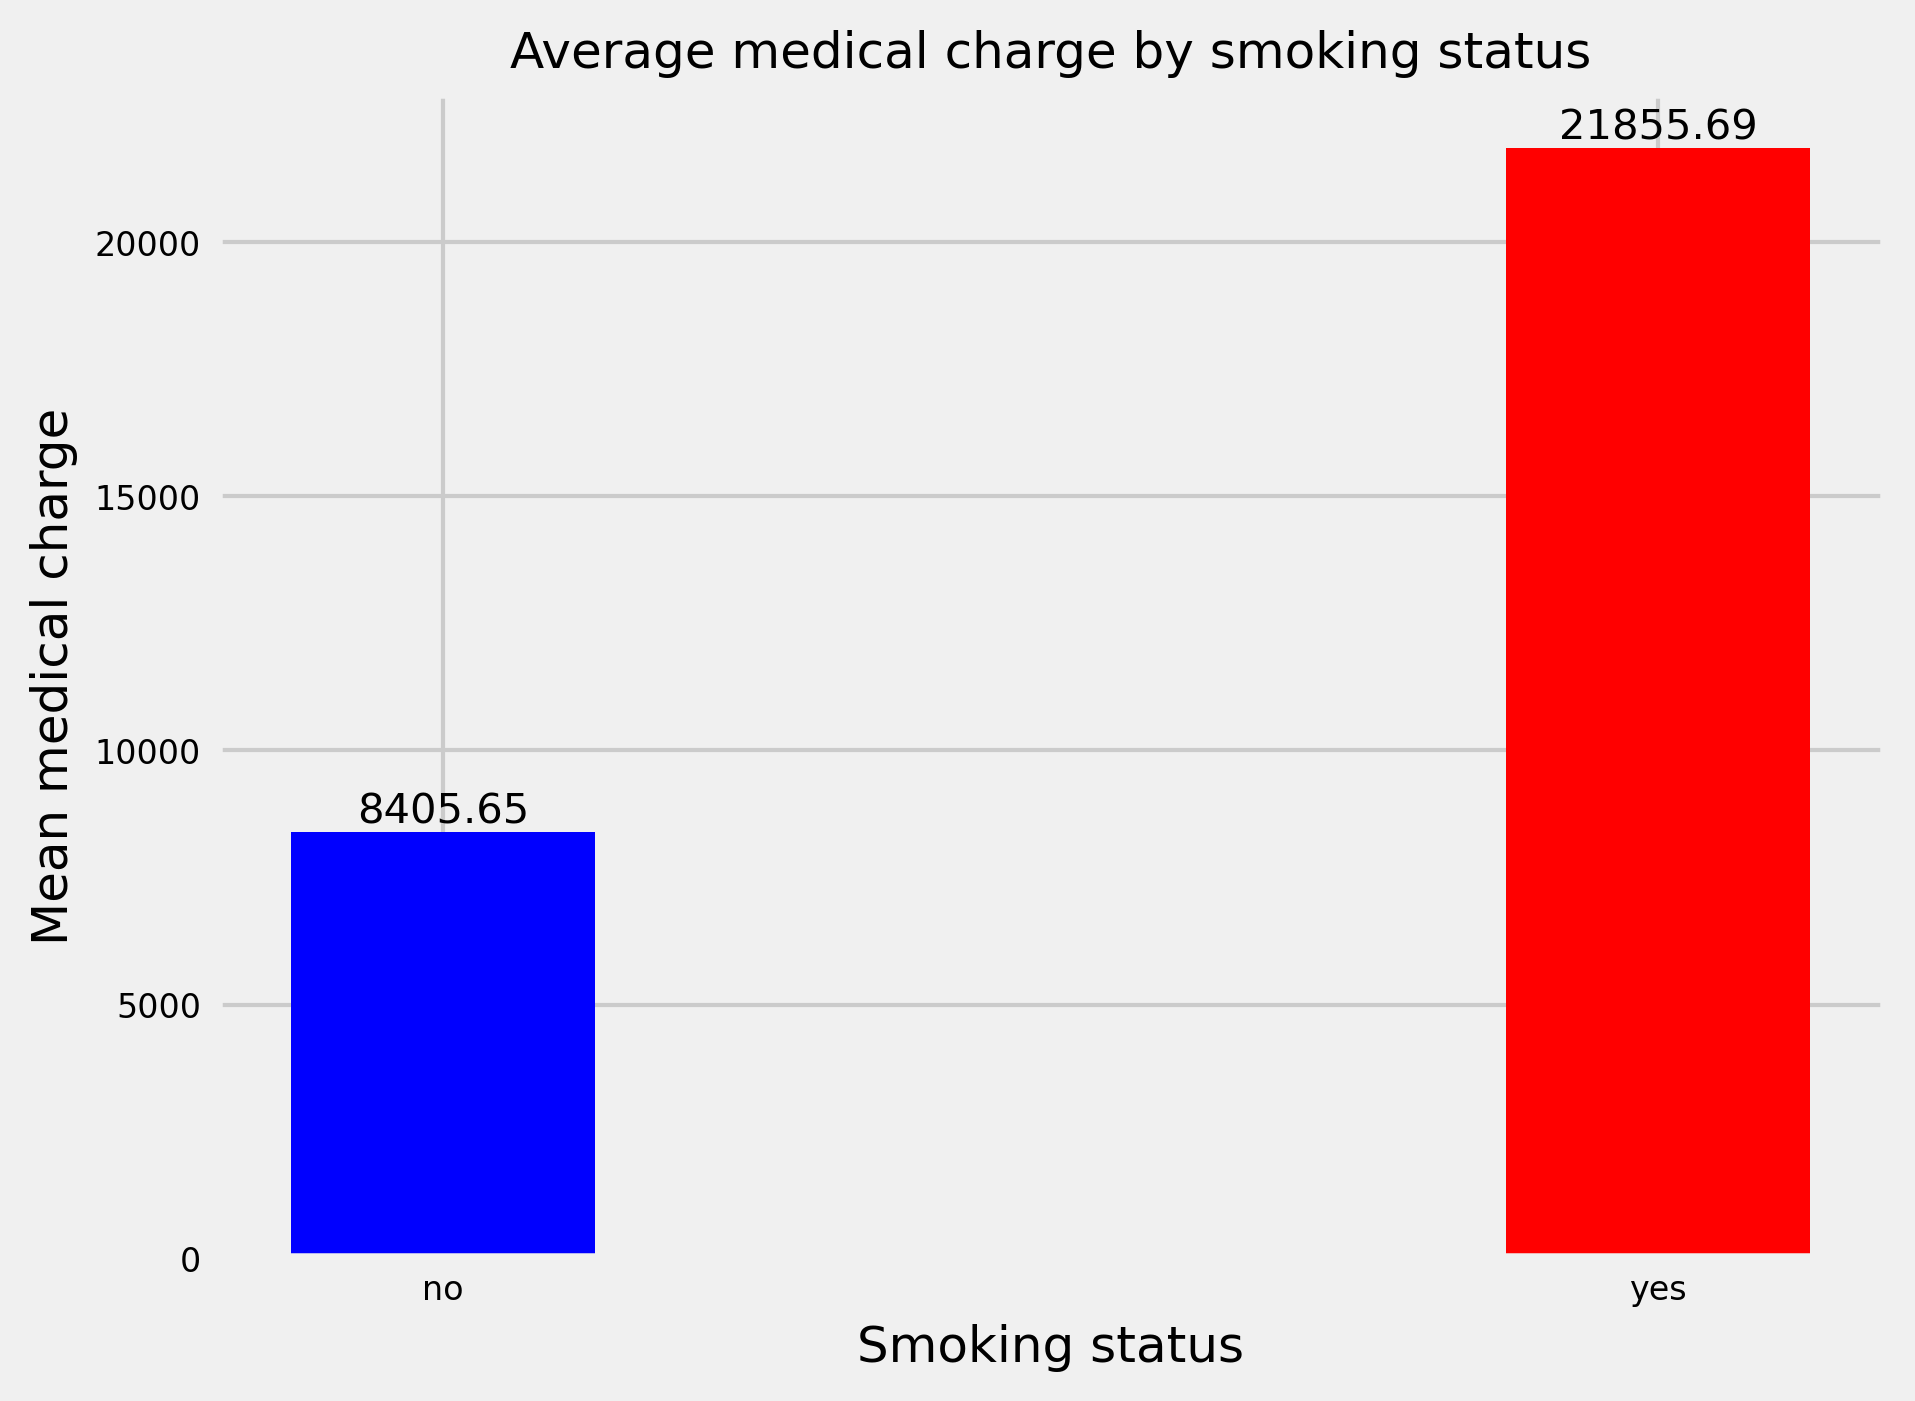 Average medical charge by smoking status
21855.69
20000
15000
Mean medical charge
10000
8405.65
5000
0
no
yes
Smoking status